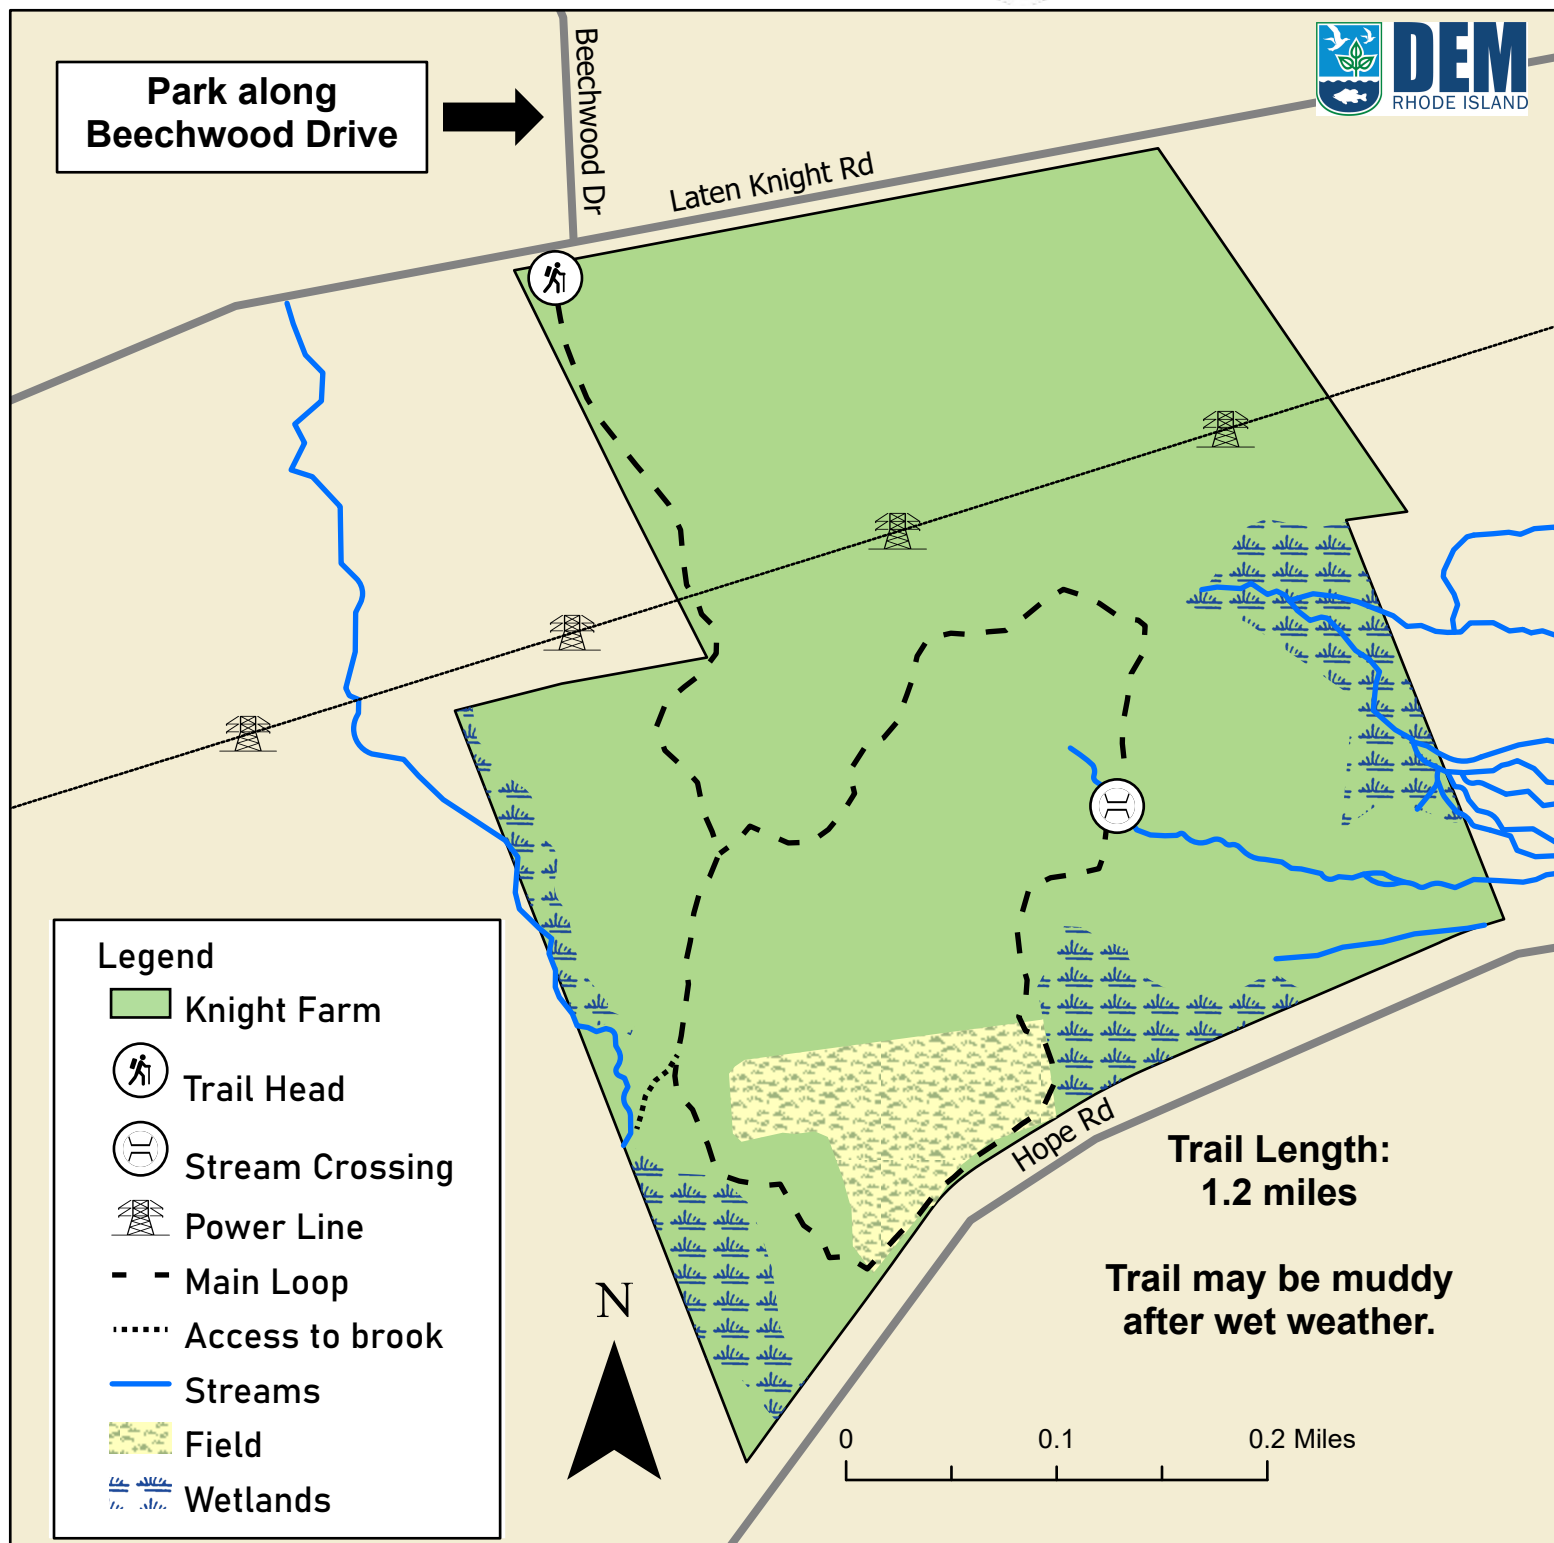 Park along
Beechwood Drive
Beechwood Dr
DEM
RHODE ISLAND
Laten Knight Rd
Legend
Knight Farm
Trail Head
Stream Crossing
Power Line
Main Loop
Access to brook
Streams
Field
Wetlands
N
Hope Rd
Trail Length:
1.2 miles
Trail may be muddy
after wet weather.
0 0.1 0.2 Miles